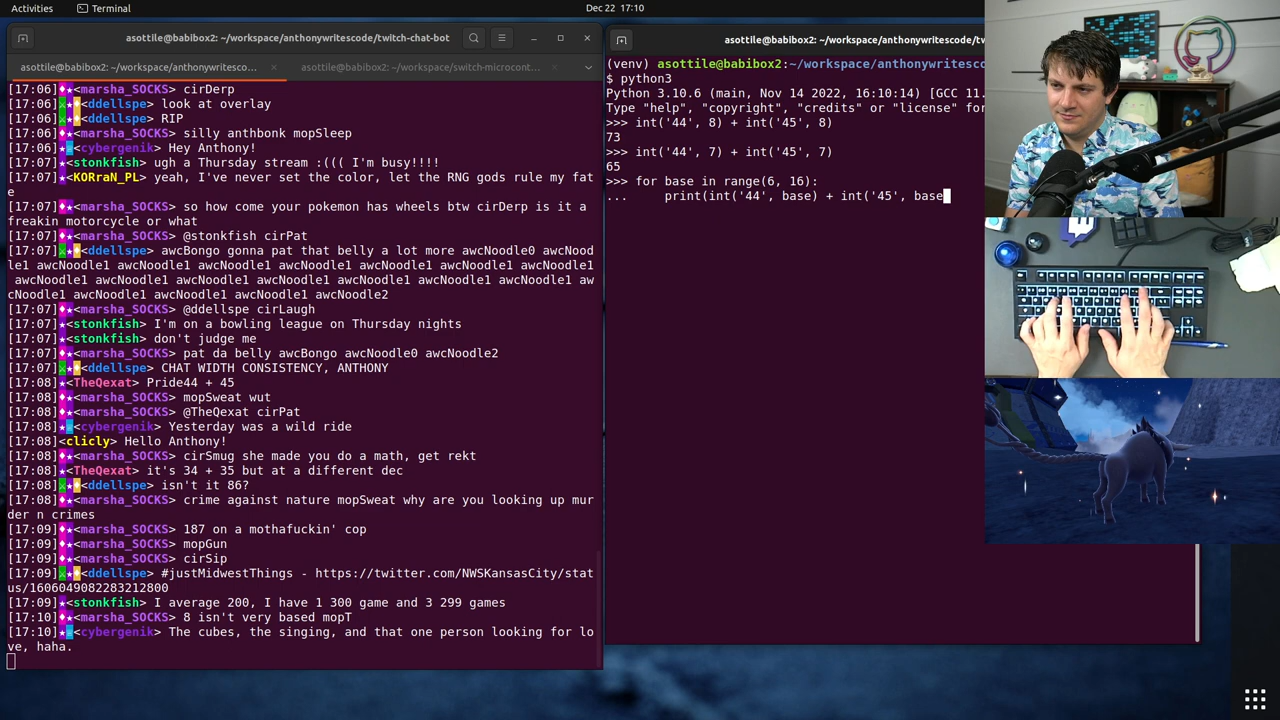 Activities
Terminal
Dec 22 17:10
asottile@babibox2: ~/workspace/anthonywritescode/twitch-chat-bot
asottile@babibox2: ~/workspace/anthonywritesco…
asottile@babibox2: ~/workspace/switch-microcont…
[17:06]♦★<marsha_SOCKS> cirDerp
[17:06]⚔★♦<ddellspe> look at overlay
[17:06]⚔★♦<ddellspe> RIP
[17:06]♦★<marsha_SOCKS> silly anthbonk mopSleep
[17:06]★<cybergenik> Hey Anthony!
[17:07]★<stonkfish> ugh a Thursday stream :((( I'm busy!!!!
[17:07]★<KORraN_PL> yeah, I've never set the color, let the RNG gods rule my fat
e
[17:07]♦★<marsha_SOCKS> so how come your pokemon has wheels btw cirDerp is it a
freakin motorcycle or what
[17:07]♦★<marsha_SOCKS> @stonkfish cirPat
[17:07]⚔★♦<ddellspe> awcBongo gonna pat that belly a lot more awcNoodle0 awcNood
le1 awcNoodle1 awcNoodle1 awcNoodle1 awcNoodle1 awcNoodle1 awcNoodle1 awcNoodle1
 awcNoodle1 awcNoodle1 awcNoodle1 awcNoodle1 awcNoodle1 awcNoodle1 awcNoodle1 aw
cNoodle1 awcNoodle1 awcNoodle1 awcNoodle2
[17:07]♦★<marsha_SOCKS> @ddellspe cirLaugh
[17:07]★<stonkfish> I'm on a bowling league on Thursday nights
[17:07]★<stonkfish> don't judge me
[17:07]♦★<marsha_SOCKS> pat da belly awcBongo awcNoodle0 awcNoodle2
[17:07]⚔★♦<ddellspe> CHAT WIDTH CONSISTENCY, ANTHONY
[17:08]★<TheQexat> Pride44 + 45
[17:08]♦★<marsha_SOCKS> mopSweat wut
[17:08]♦★<marsha_SOCKS> @TheQexat cirPat
[17:08]★<cybergenik> Yesterday was a wild ride
[17:08]<clicly> Hello Anthony!
[17:08]♦★<marsha_SOCKS> cirSmug she made you do a math, get rekt
[17:08]★<TheQexat> it's 34 + 35 but at a different dec
[17:08]⚔★♦<ddellspe> isn't it 86?
[17:08]♦★<marsha_SOCKS> crime against nature mopSweat why are you looking up mur
der n crimes
[17:09]♦★<marsha_SOCKS> 187 on a mothafuckin' cop
[17:09]♦★<marsha_SOCKS> mopGun
[17:09]♦★<marsha_SOCKS> cirSip
[17:09]⚔★♦<ddellspe> #justMidwestThings - https://twitter.com/NWSKansasCity/stat
us/1606049082283212800
[17:09]★<stonkfish> I average 200, I have 1 300 game and 3 299 games
[17:10]♦★<marsha_SOCKS> 8 isn't very based mopT
[17:10]★<cybergenik> The cubes, the singing, and that one person looking for lo
ve, haha.
asottile@babibox2: ~/workspace/anthonywritescode/tw
(venv) asottile@babibox2:~/workspace/anthonywritesco
$ python3
Python 3.10.6 (main, Nov 14 2022, 16:10:14) [GCC 11.
Type "help", "copyright", "credits" or "license" for
>>> int('44', 8) + int('45', 8)
73
>>> int('44', 7) + int('45', 7)
65
>>> for base in range(6, 16):
...     print(int('44', base) + int('45', base